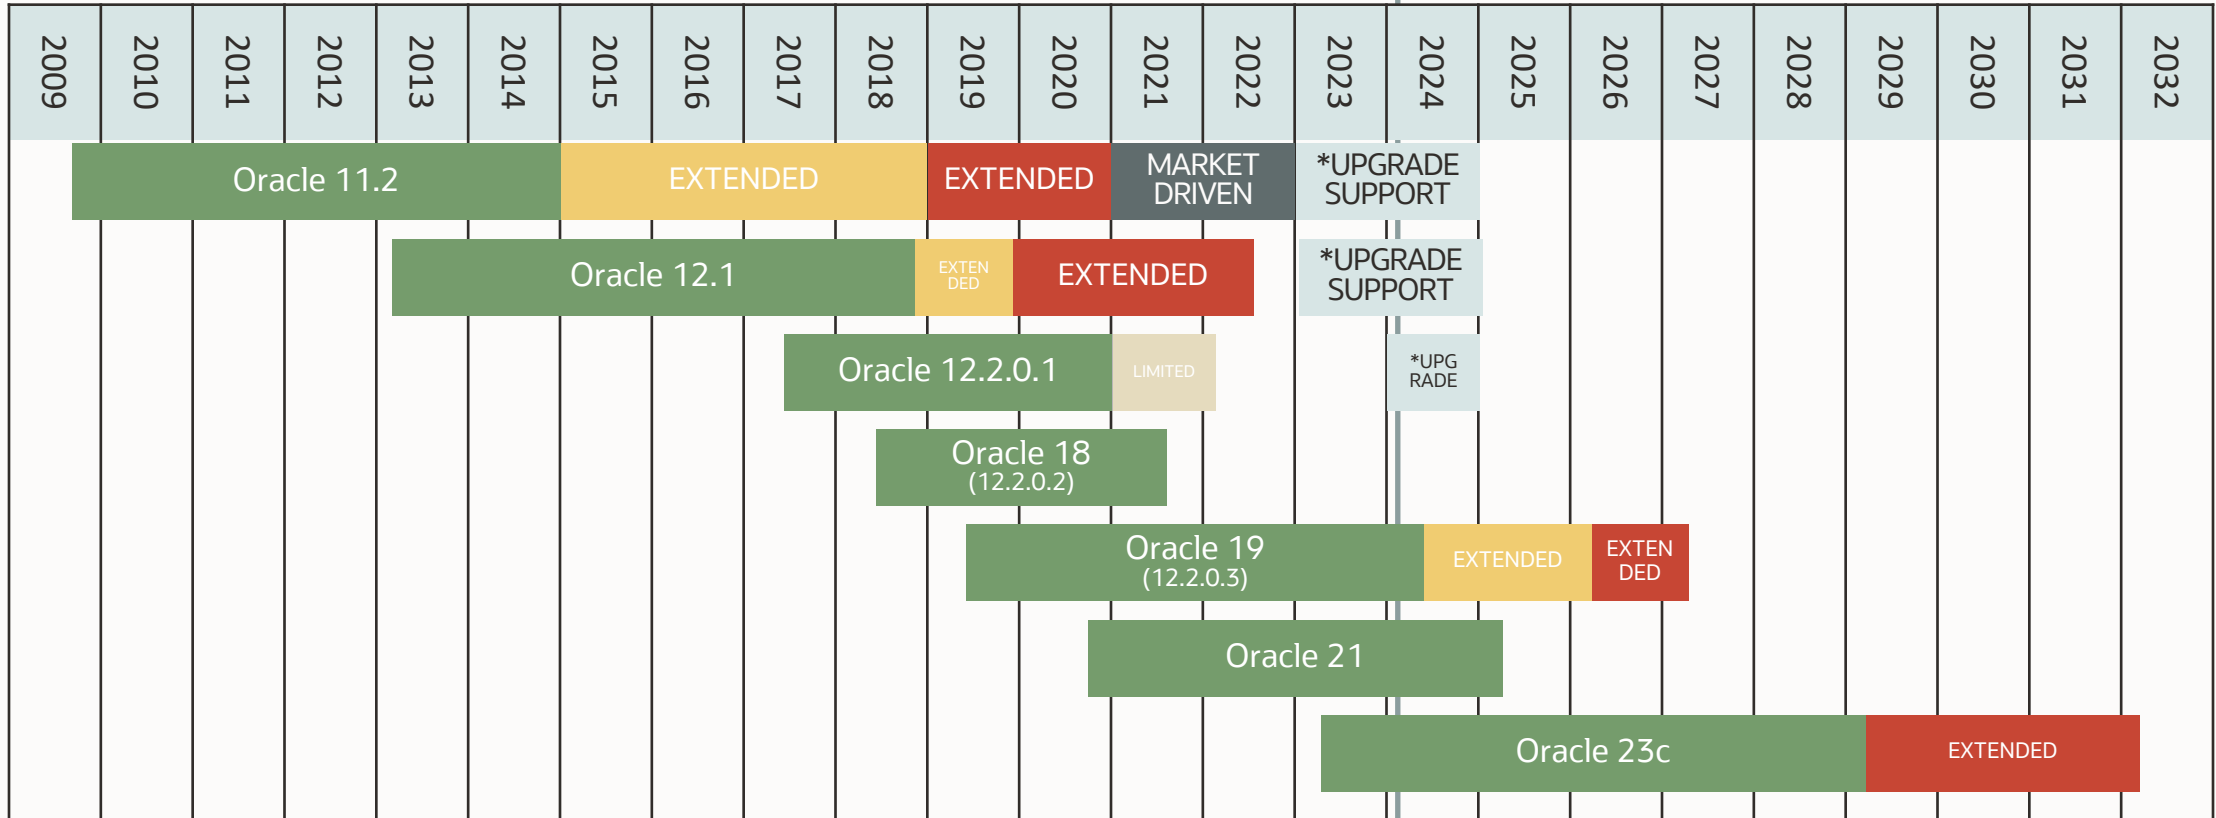 2009
2010
2011
2012
2013
2014
2015
2016
2017
2018
2019
2020
2021
2022
2023
2024
2025
2026
2027
2028
2029
2030
2031
2032
Oracle 11.2
EXTENDED
EXTENDED
MARKET
DRIVEN
*UPGRADE
SUPPORT
Oracle 12.1
EXTEN
DED
EXTENDED
*UPGRADE
SUPPORT
Oracle 12.2.0.1
LIMITED
*UPG
RADE
Oracle 18
(12.2.0.2)
Oracle 19
(12.2.0.3)
EXTENDED
EXTEN
DED
Oracle 21
Oracle 23c
EXTENDED